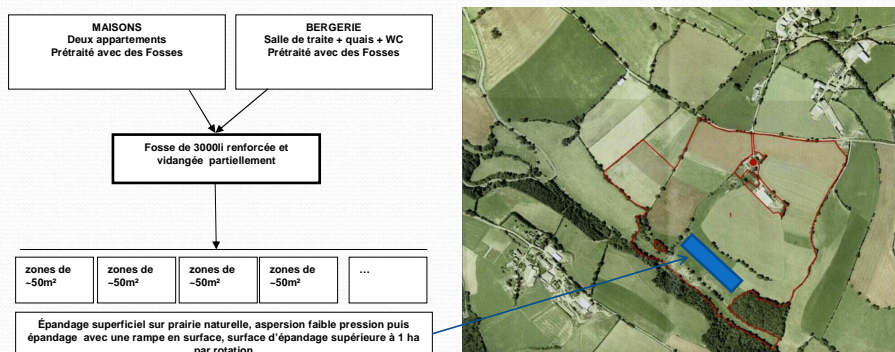 MAISONS
Deux appartements
Prétraité avec des Fosses
BERGERIE
Salle de traite + quais + WC
Prétraité avec des Fosses
Fosse de 3000li renforcée et
vidangée partiellement
zones de
~50m²
zones de
~50m²
zones de
~50m²
zones de
~50m²
...
Épandage superficiel sur prairie naturelle, aspersion faible pression puis
épandage avec une rampe en surface, surface d'épandage supérieure à 1 ha
par rotation